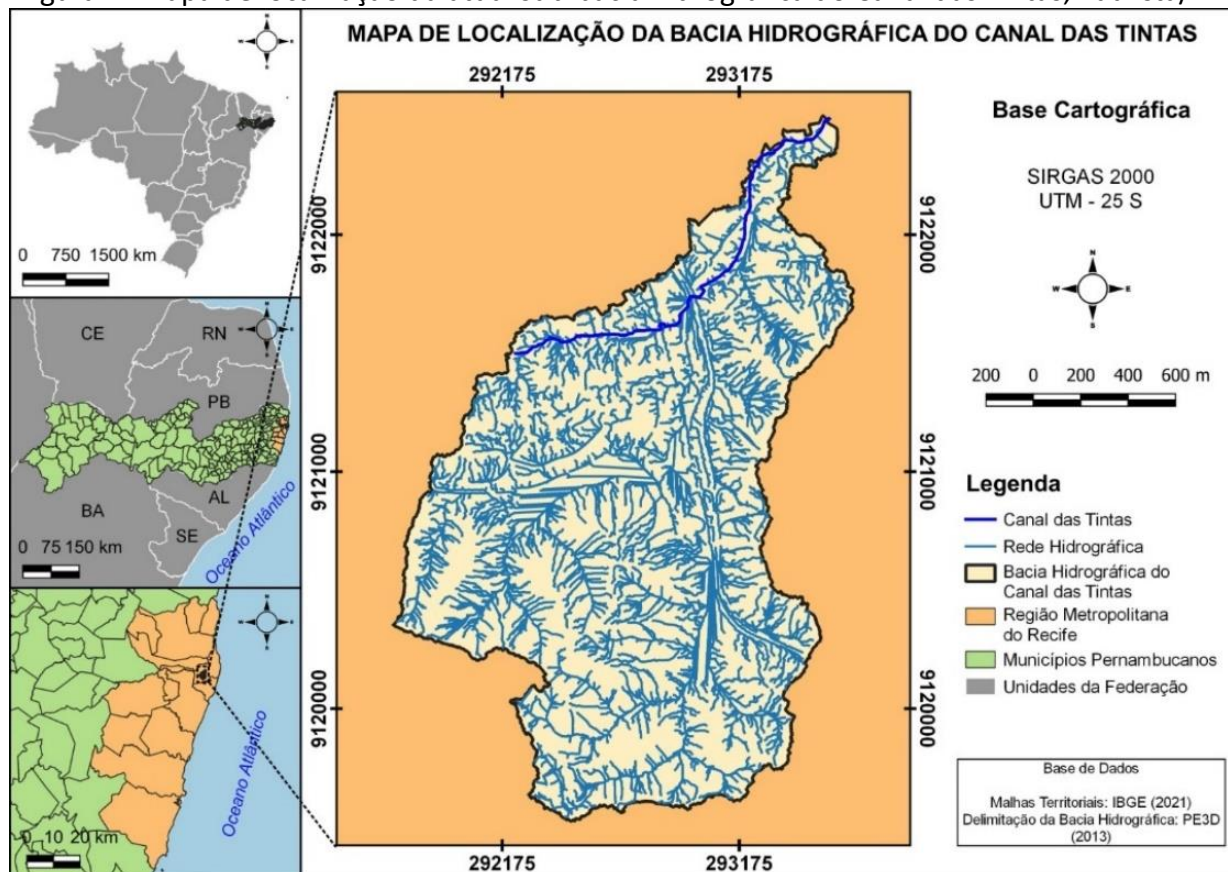 MAPA DE LOCALIZAÇÃO DA BACIA HIDROGRÁFICA DO CANAL DAS TINTAS
N
W
E
S
0 750 1500 km
CE
RN
PB
AL
BA
SE
Oceano Atlântico
0 75 150 km
Oceano Atlântico
0 10 20 km
292175
293175
9122000
9122000
9121000
9121000
9120000
9120000
292175
293175
Base Cartográfica
SIRGAS 2000
UTM - 25 S
N
W
E
S
200 0 200 400 600 m
Legenda
Canal das Tintas
Rede Hidrográfica
Bacia Hidrográfica do
Canal das Tintas
Região Metropolitana
do Recife
Municípios Pernambucanos
Unidades da Federação
Base de Dados
Malhas Territoriais: IBGE (2021)
Delimitação da Bacia Hidrográfica: PE3D
(2013)